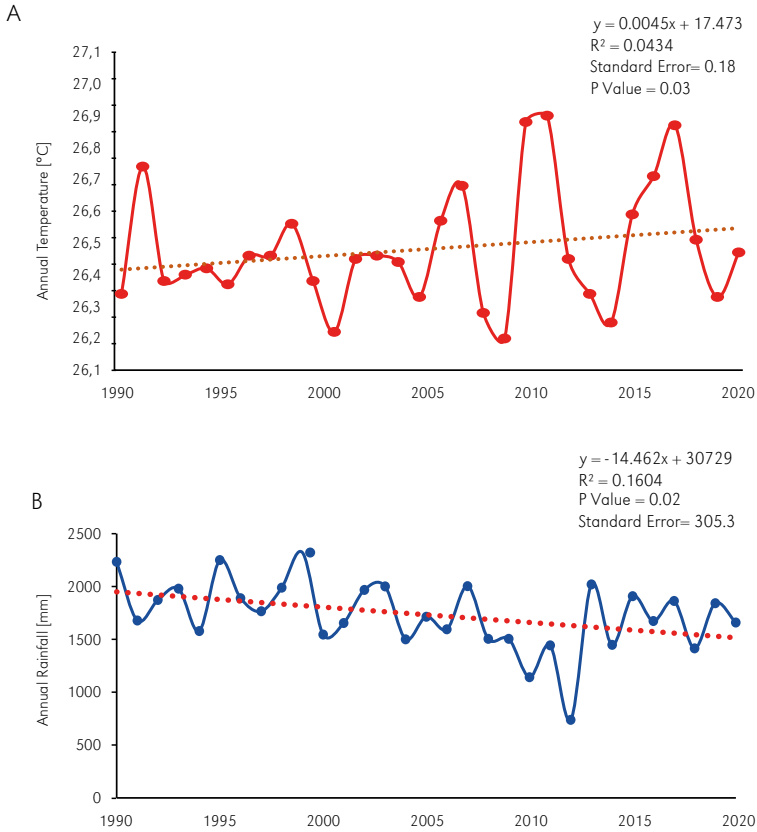 A
y = 0.0045x + 17.473
R² = 0.0434
Standard Error= 0.18
P Value = 0.03
27,1
27,0
26,9
26,8
26,7
26,6
26,5
26,4
26,3
26,2
26,1
Annual Temperature [°C]
1990 1995 2000 2005 2010 2015 2020
B
y = -14.462x + 30729
R² = 0.1604
P Value = 0.02
Standard Error= 305.3
2500
2000
1500
1000
500
0
Annual Rainfall [mm]
1990 1995 2000 2005 2010 2015 2020